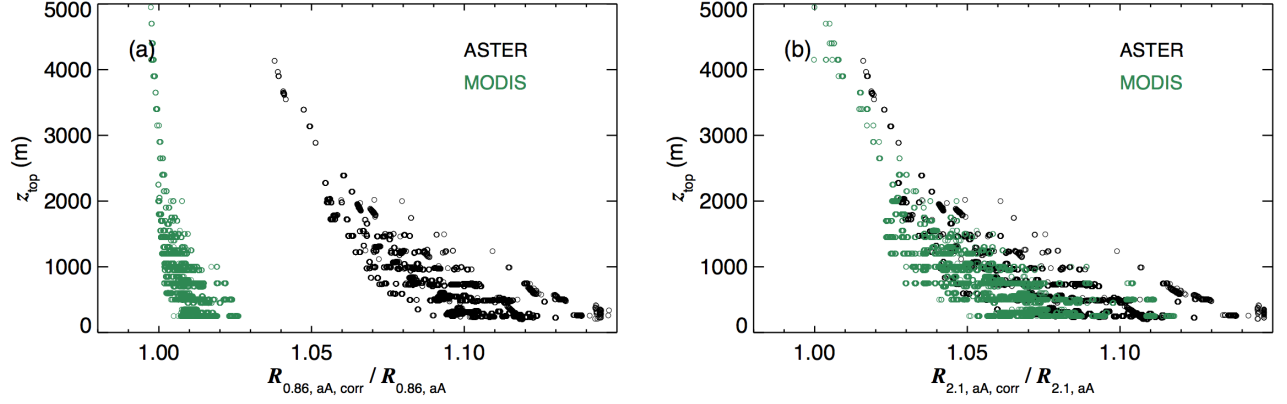 (a)
ASTER
MODIS
5000
4000
3000
2000
1000
0
z_top (m)
1.00 1.05 1.10
R_0.86, aA, corr / R_0.86, aA
(b)
ASTER
MODIS
5000
4000
3000
2000
1000
0
z_top (m)
1.00 1.05 1.10
R_2.1, aA, corr / R_2.1, aA